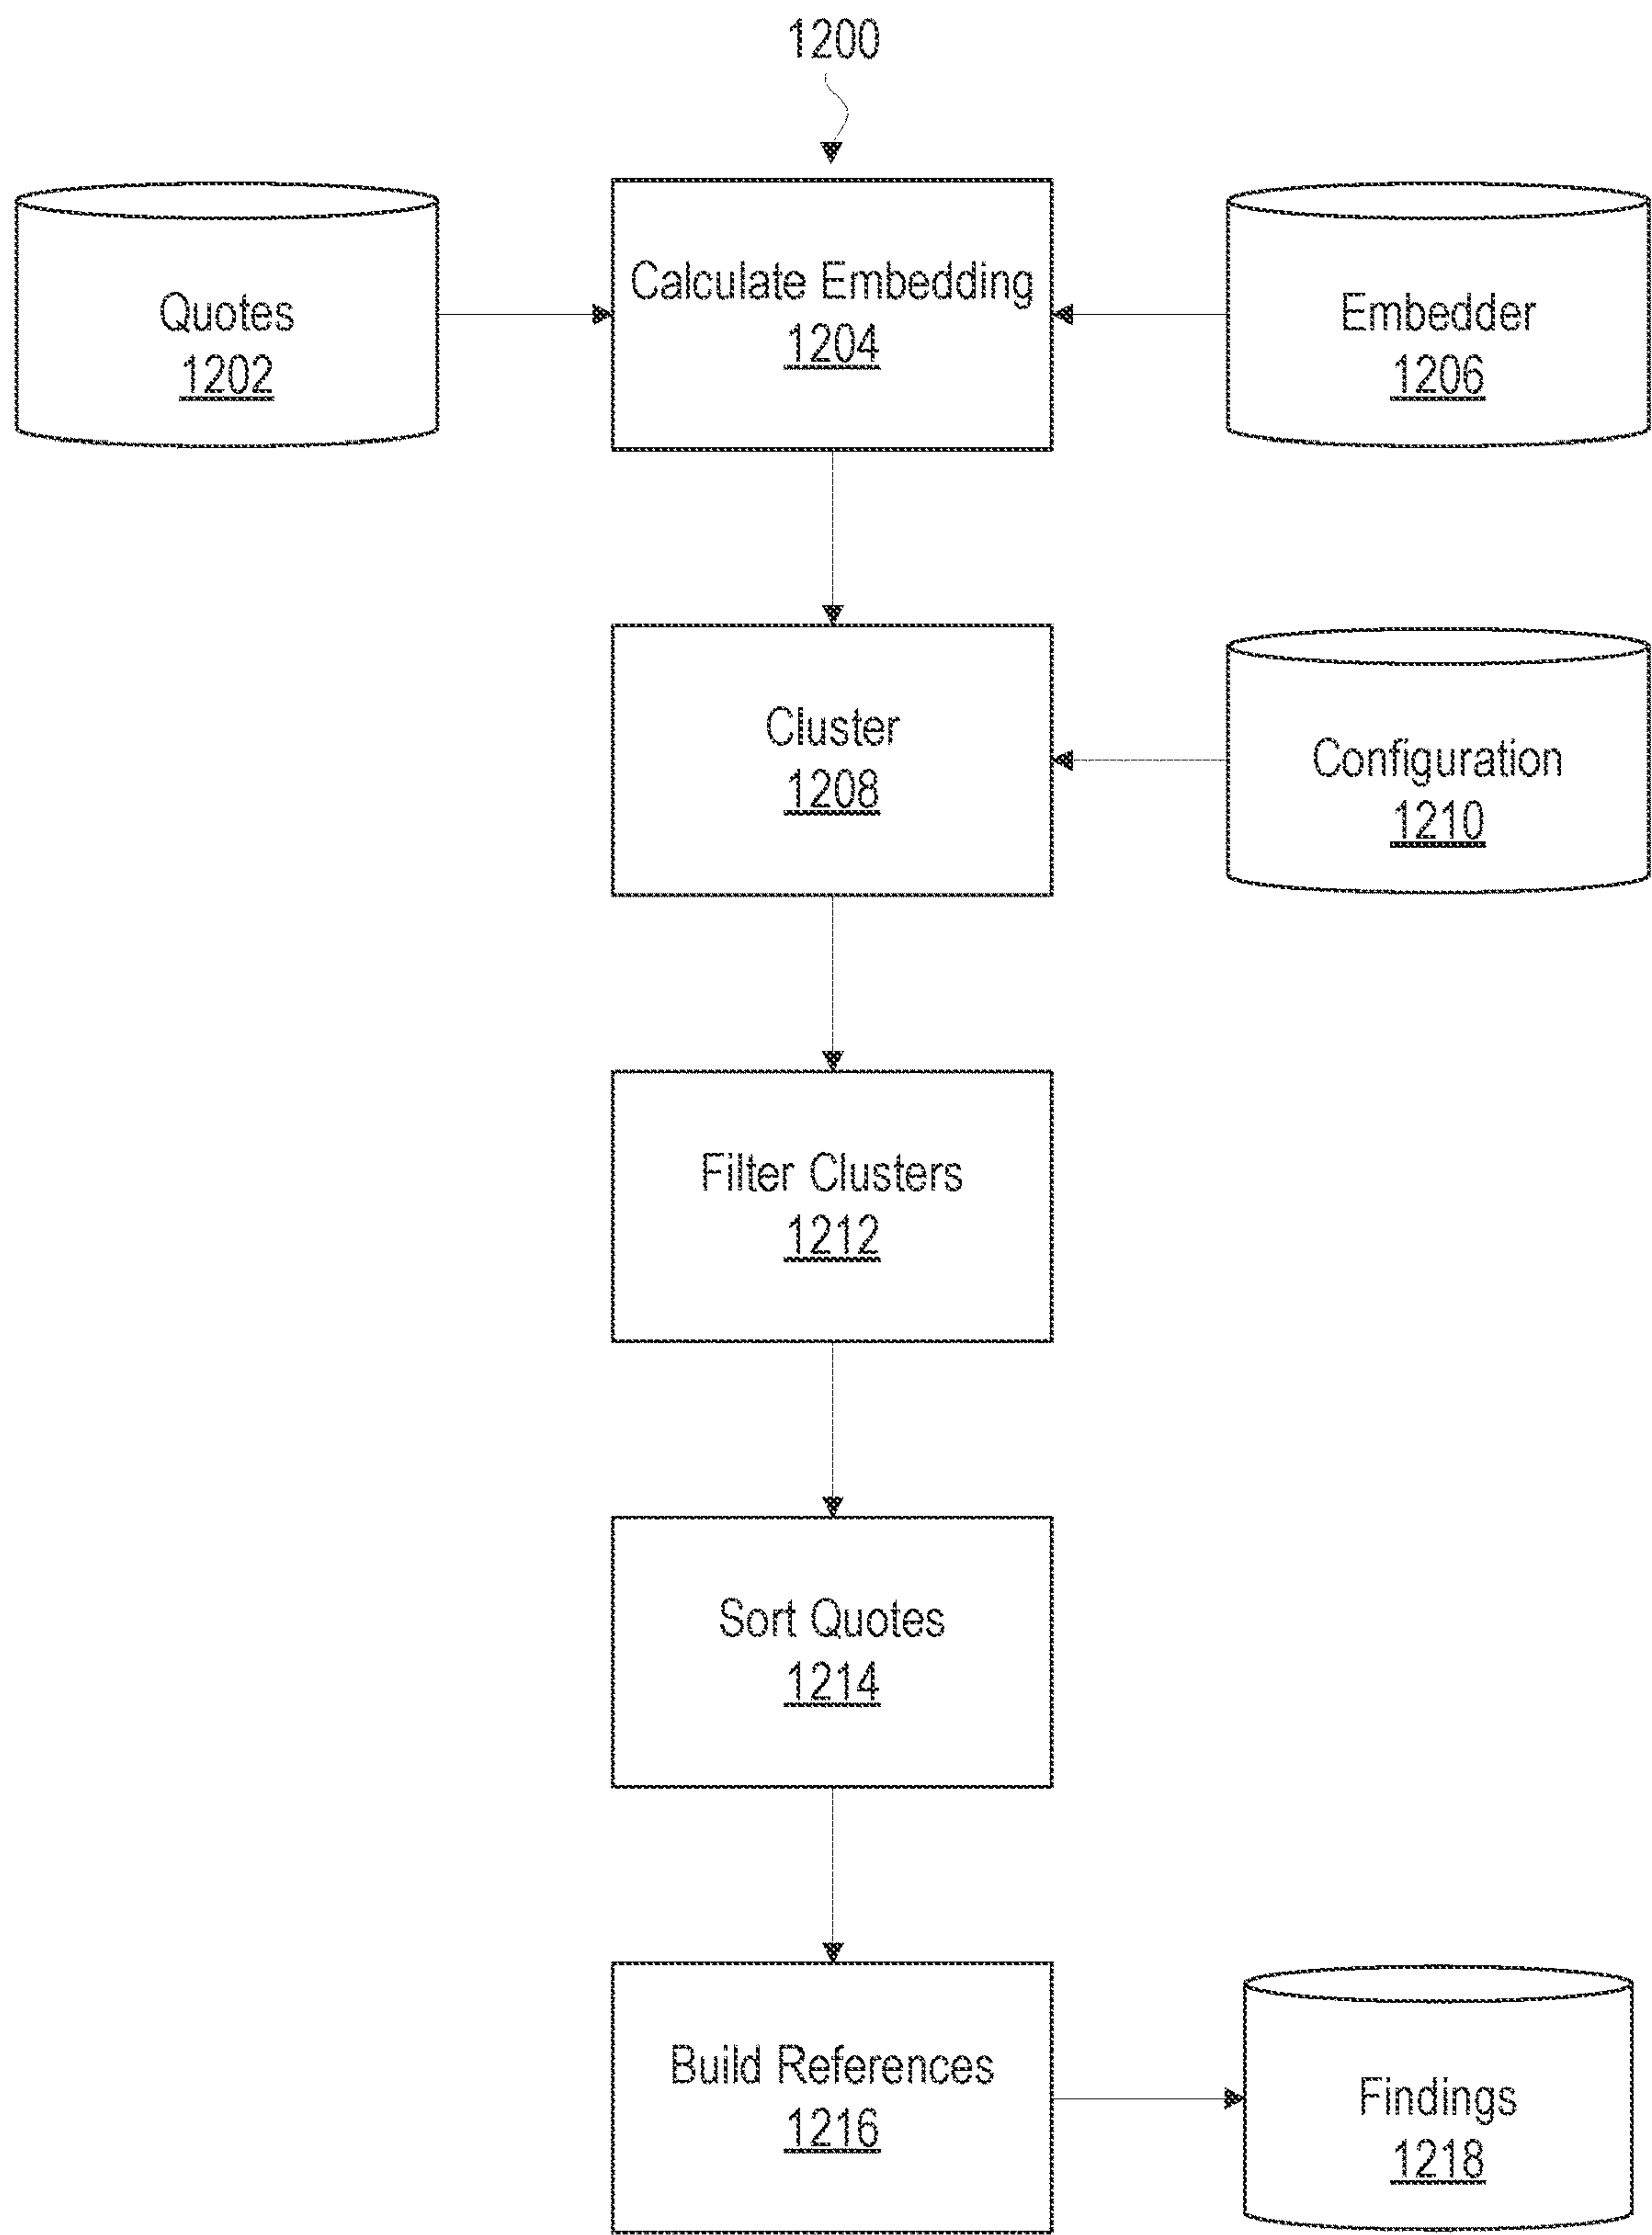 1200
Quotes
1202
Calculate Embedding
1204
Embedder
1206
Cluster
1208
Configuration
1210
Filter Clusters
1212
Sort Quotes
1214
Build References
1216
Findings
1218